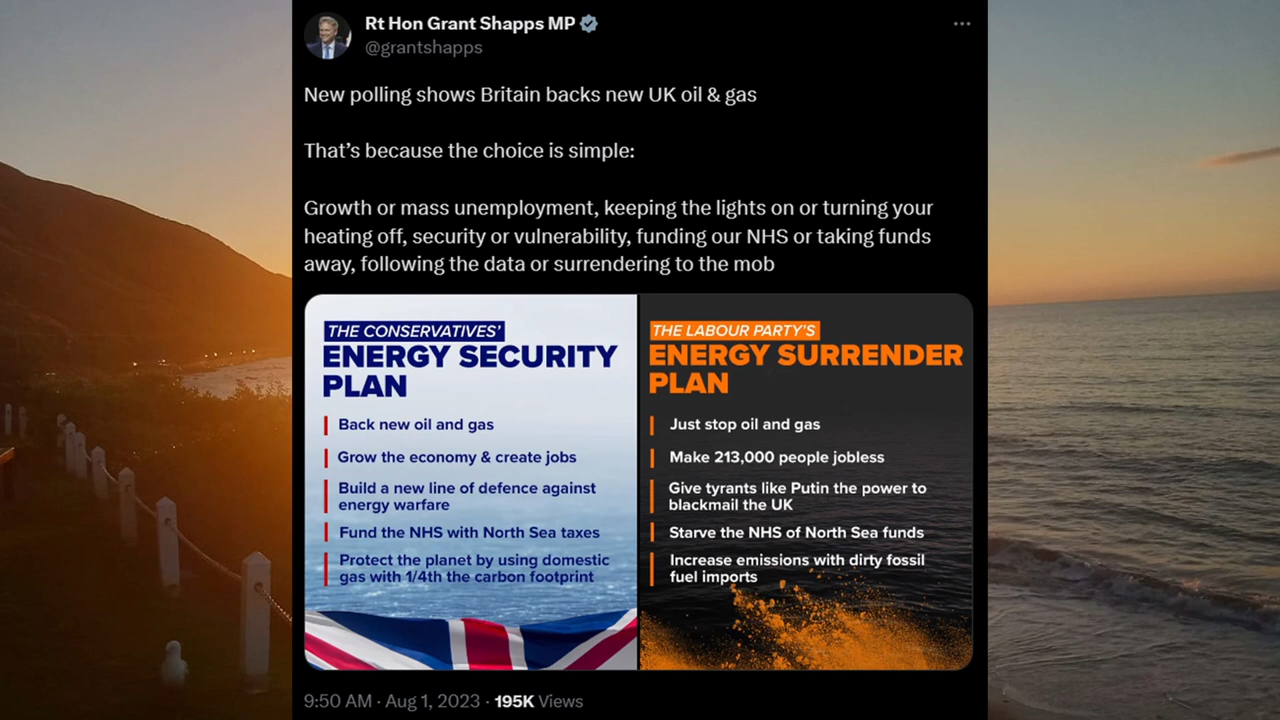 Rt Hon Grant Shapps MP
@grantshapps
New polling shows Britain backs new UK oil & gas
That’s because the choice is simple:
Growth or mass unemployment, keeping the lights on or turning your
heating off, security or vulnerability, funding our NHS or taking funds
away, following the data or surrendering to the mob
THE CONSERVATIVES'
ENERGY SECURITY
PLAN
Back new oil and gas
Grow the economy & create jobs
Build a new line of defence against
energy warfare
Fund the NHS with North Sea taxes
Protect the planet by using domestic
gas with 1/4th the carbon footprint
THE LABOUR PARTY'S
ENERGY SURRENDER
PLAN
Just stop oil and gas
Make 213,000 people jobless
Give tyrants like Putin the power to
blackmail the UK
Starve the NHS of North Sea funds
Increase emissions with dirty fossil
fuel imports
9:50 AM · Aug 1, 2023 · 195K Views